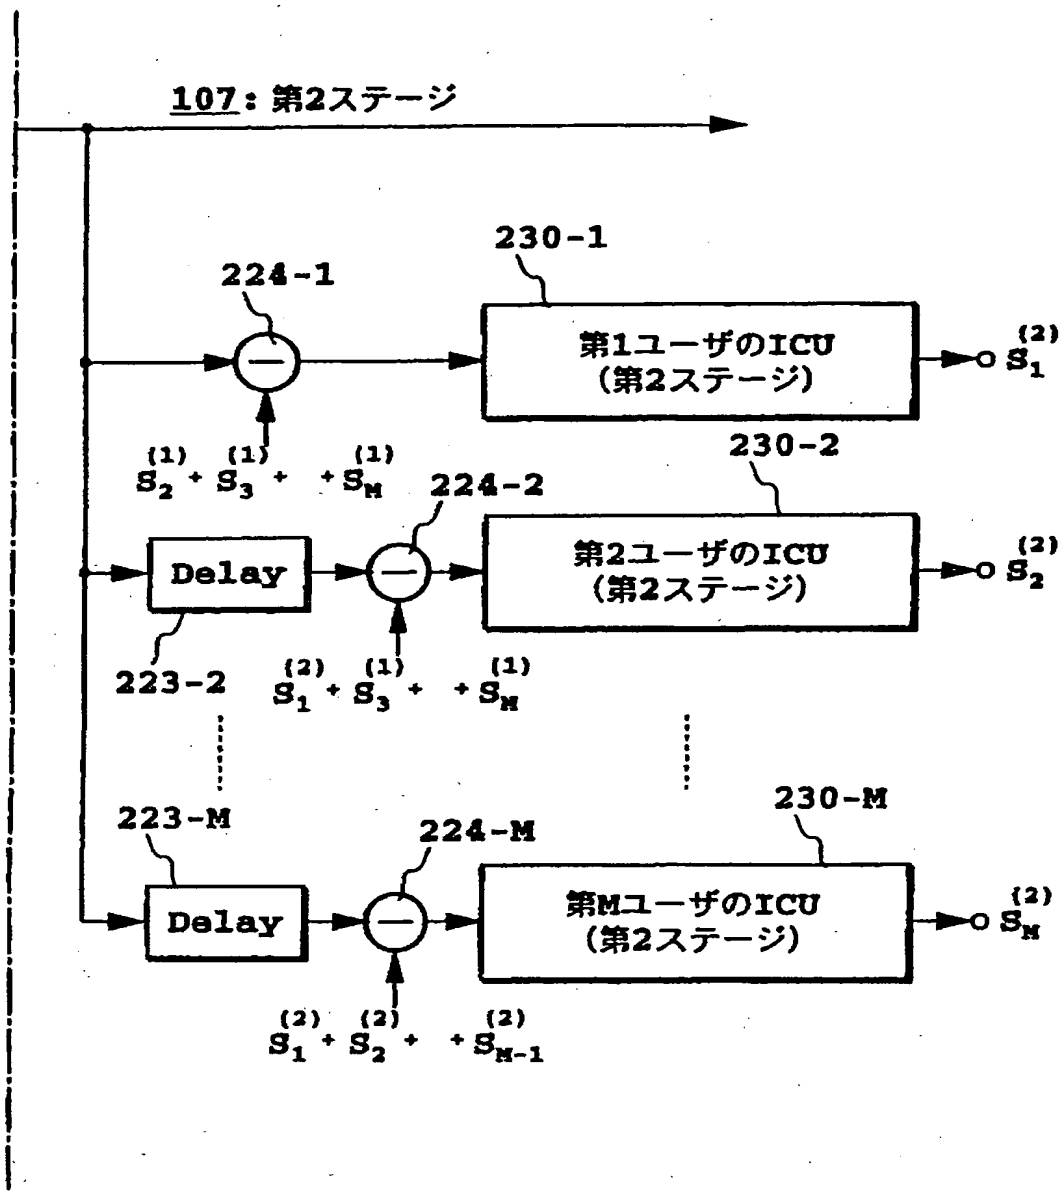 107: 第2ステージ
230-1
224-1
第1ユーザのICU
(第2ステージ)
S₁⁽²⁾
S₂⁽¹⁾ + S₃⁽¹⁾ + + S_M⁽¹⁾
230-2
224-2
Delay
第2ユーザのICU
(第2ステージ)
S₂⁽²⁾
223-2
S₁⁽²⁾ + S₃⁽¹⁾ + + S_M⁽¹⁾
230-M
223-M
224-M
Delay
第MユーザのICU
(第2ステージ)
S_M⁽²⁾
S₁⁽²⁾ + S₂⁽²⁾ + + S_M-1⁽²⁾